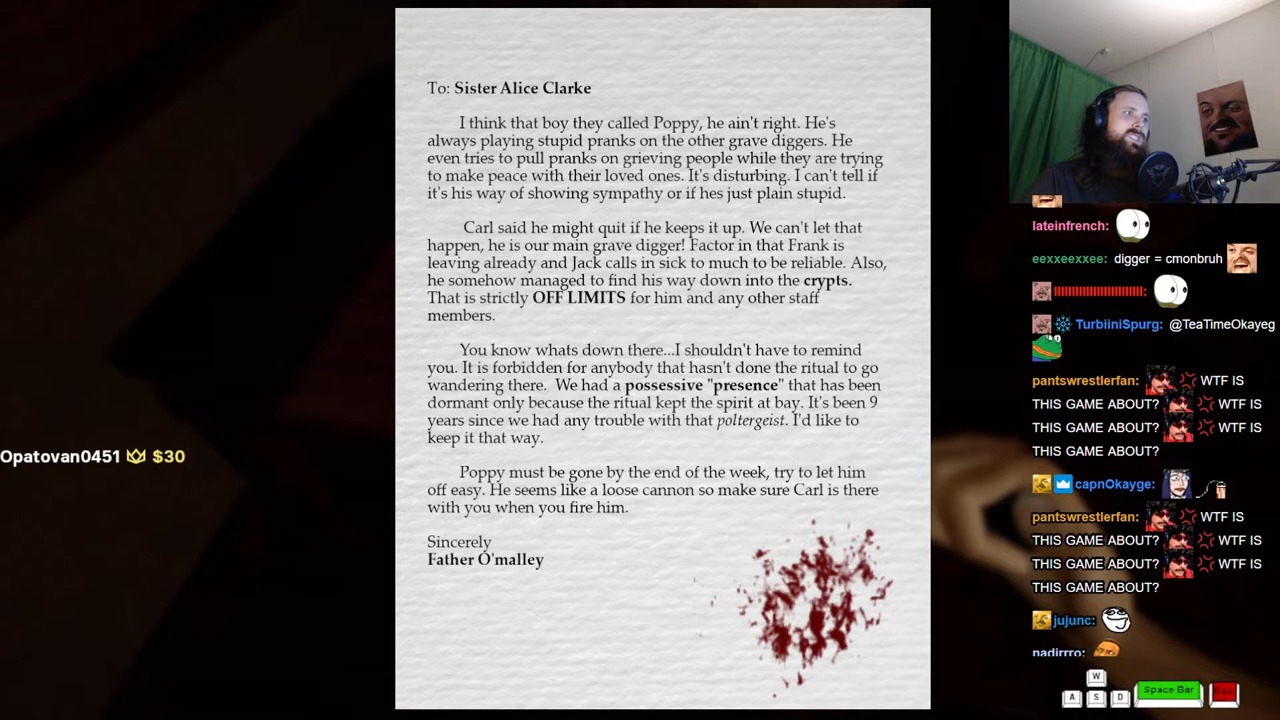 To: Sister Alice Clarke
I think that boy they called Poppy, he ain't right. He's
always playing stupid pranks on the other grave diggers. He
even tries to pull pranks on grieving people while they are trying
to make peace with their loved ones. It's disturbing. I can't tell if
it's his way of showing sympathy or if hes just plain stupid.
Carl said he might quit if he keeps it up. We can't let that
happen, he is our main grave digger! Factor in that Frank is
leaving already and Jack calls in sick to much to be reliable. Also,
he somehow managed to find his way down into the crypts.
That is strictly OFF LIMITS for him and any other staff
members.
You know whats down there...I shouldn't have to remind
you. It is forbidden for anybody that hasn't done the ritual to go
wandering there. We had a possessive "presence" that has been
dormant only because the ritual kept the spirit at bay. It's been 9
years since we had any trouble with that poltergeist. I'd like to
keep it that way.
Poppy must be gone by the end of the week, try to let him
off easy. He seems like a loose cannon so make sure Carl is there
with you when you fire him.
Sincerely
Father O'malley
Opatovan0451 $30
lateinfrench:
eexxeexxee: digger = cmonbruh
TurbiiniSpurg: @TeaTimeOkayeg
pantswrestlerfan: WTF IS
THIS GAME ABOUT? WTF IS
THIS GAME ABOUT? WTF IS
THIS GAME ABOUT?
capnOkayge:
pantswrestlerfan: WTF IS
THIS GAME ABOUT? WTF IS
THIS GAME ABOUT? WTF IS
THIS GAME ABOUT?
jujunc:
nadirrro:
W
A S D Space Bar